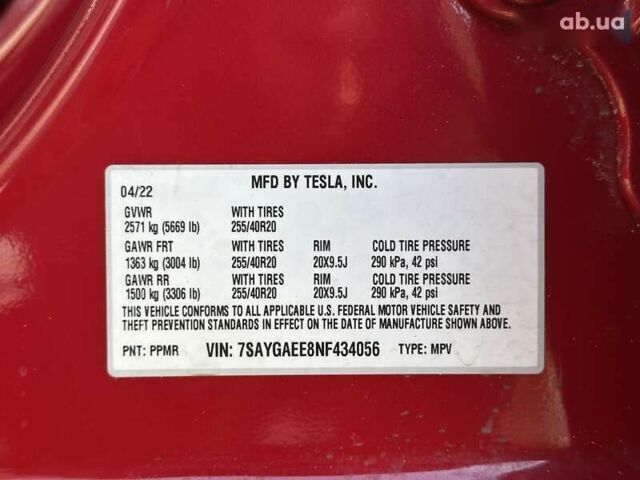 ab.ua
04/22 MFD BY TESLA, INC.
GVWR WITH TIRES
2571 kg (5669 lb) 255/40R20
GAWR FRT WITH TIRES RIM COLD TIRE PRESSURE
1363 kg (3004 lb) 255/40R20 20X9.5J 290 kPa, 42 psi
GAWR RR WITH TIRES RIM COLD TIRE PRESSURE
1500 kg (3306 lb) 255/40R20 20X9.5J 290 kPa, 42 psi
THIS VEHICLE CONFORMS TO ALL APPLICABLE U.S. FEDERAL MOTOR VEHICLE SAFETY AND
THEFT PREVENTION STANDARDS IN EFFECT ON THE DATE OF MANUFACTURE SHOWN ABOVE.
PNT: PPMR VIN: 7SAYGAEE8NF434056 TYPE: MPV